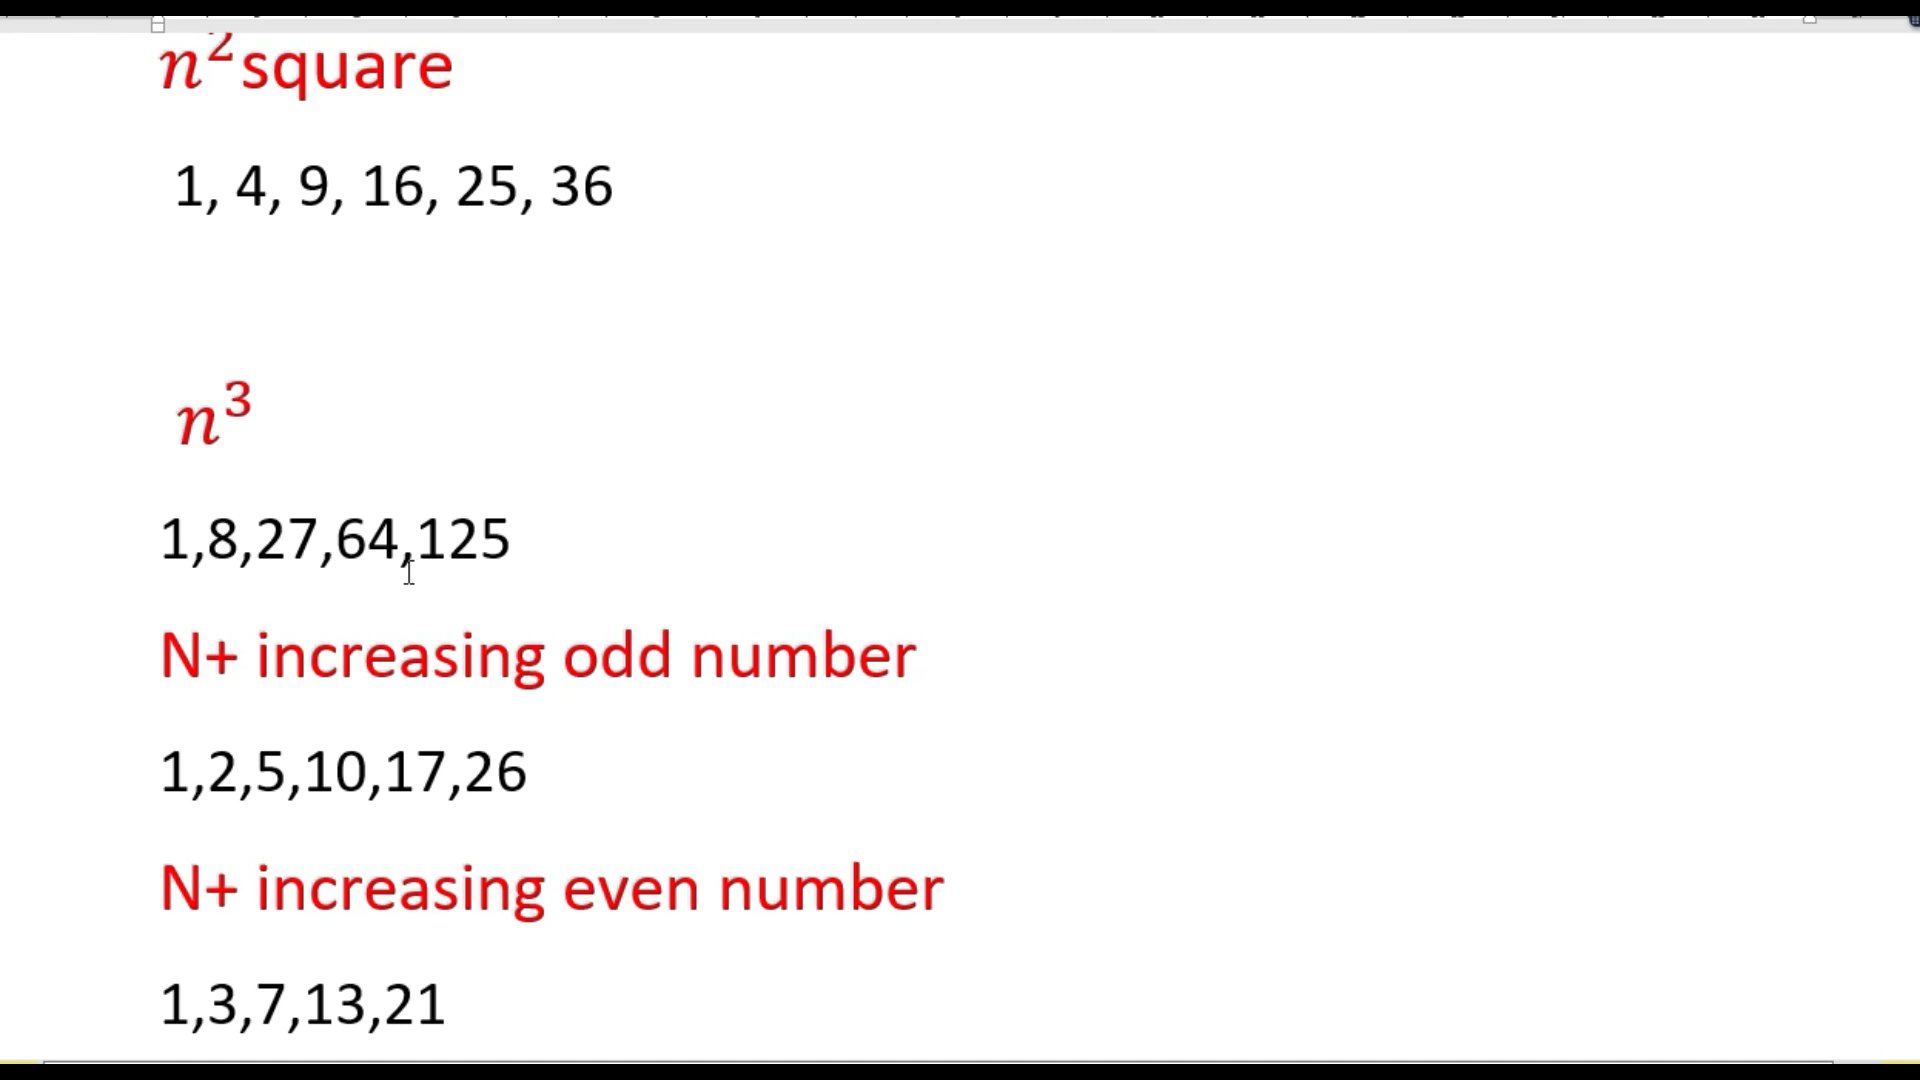 n²square
1, 4, 9, 16, 25, 36
n³
1,8,27,64,125
N+ increasing odd number
1,2,5,10,17,26
N+ increasing even number
1,3,7,13,21